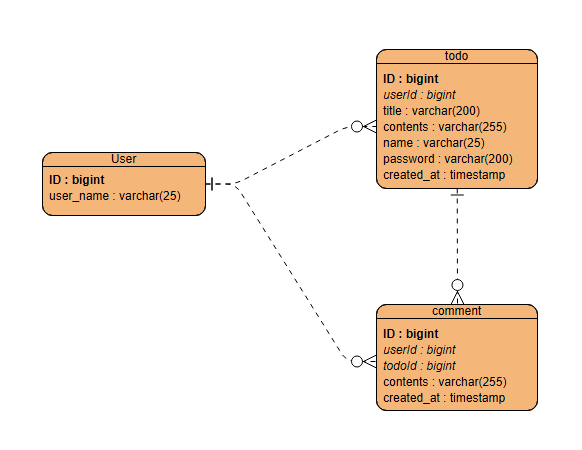 User
ID : bigint
user_name : varchar(25)
todo
ID : bigint
userId : bigint
title : varchar(200)
contents : varchar(255)
name : varchar(25)
password : varchar(200)
created_at : timestamp
comment
ID : bigint
userId : bigint
todoId : bigint
contents : varchar(255)
created_at : timestamp